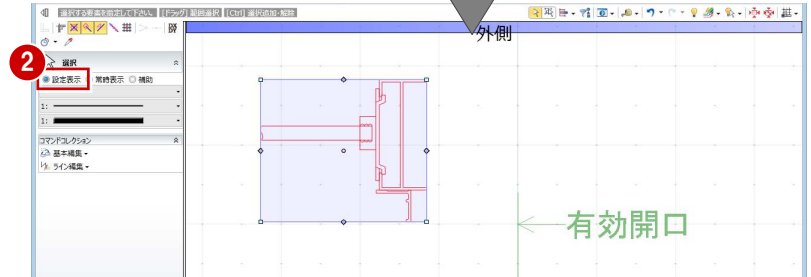 選択する要素を指定して下さい。 [[ドラッグ] 範囲選択] [[Ctrl] 選択追加・解除]
外側
2
選択
設定表示 常時表示 補助
1:
1:
コマンドコレクション
基本編集
ライン編集
有効開口